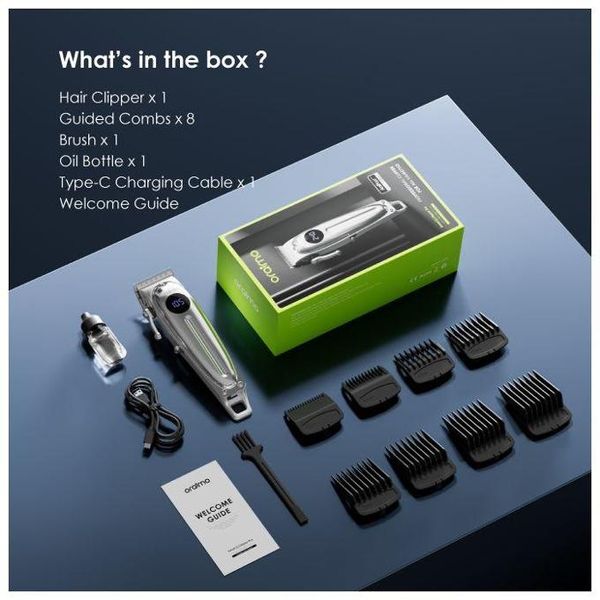 What's in the box ?
Hair Clipper x 1
Guided Combs x 8
Brush x 1
Oil Bottle x 1
Type-C Charging Cable x 1
Welcome Guide
oraimo
oraimo
WELCOME
GUIDE